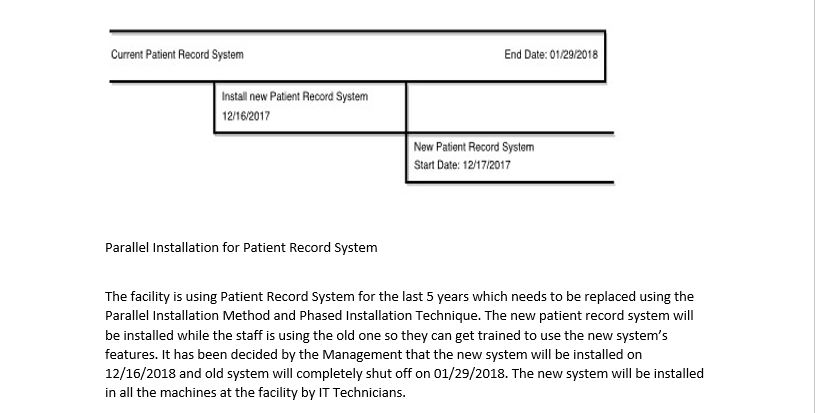 Current Patient Record System End Date: 01/29/2018
Install new Patient Record System
12/16/2017
New Patient Record System
Start Date: 12/17/2017
Parallel Installation for Patient Record System
The facility is using Patient Record System for the last 5 years which needs to be replaced using the
Parallel Installation Method and Phased Installation Technique. The new patient record system will
be installed while the staff is using the old one so they can get trained to use the new system's
features. It has been decided by the Management that the new system will be installed on
12/16/2018 and old system will completely shut off on 01/29/2018. The new system will be installed
in all the machines at the facility by IT Technicians.